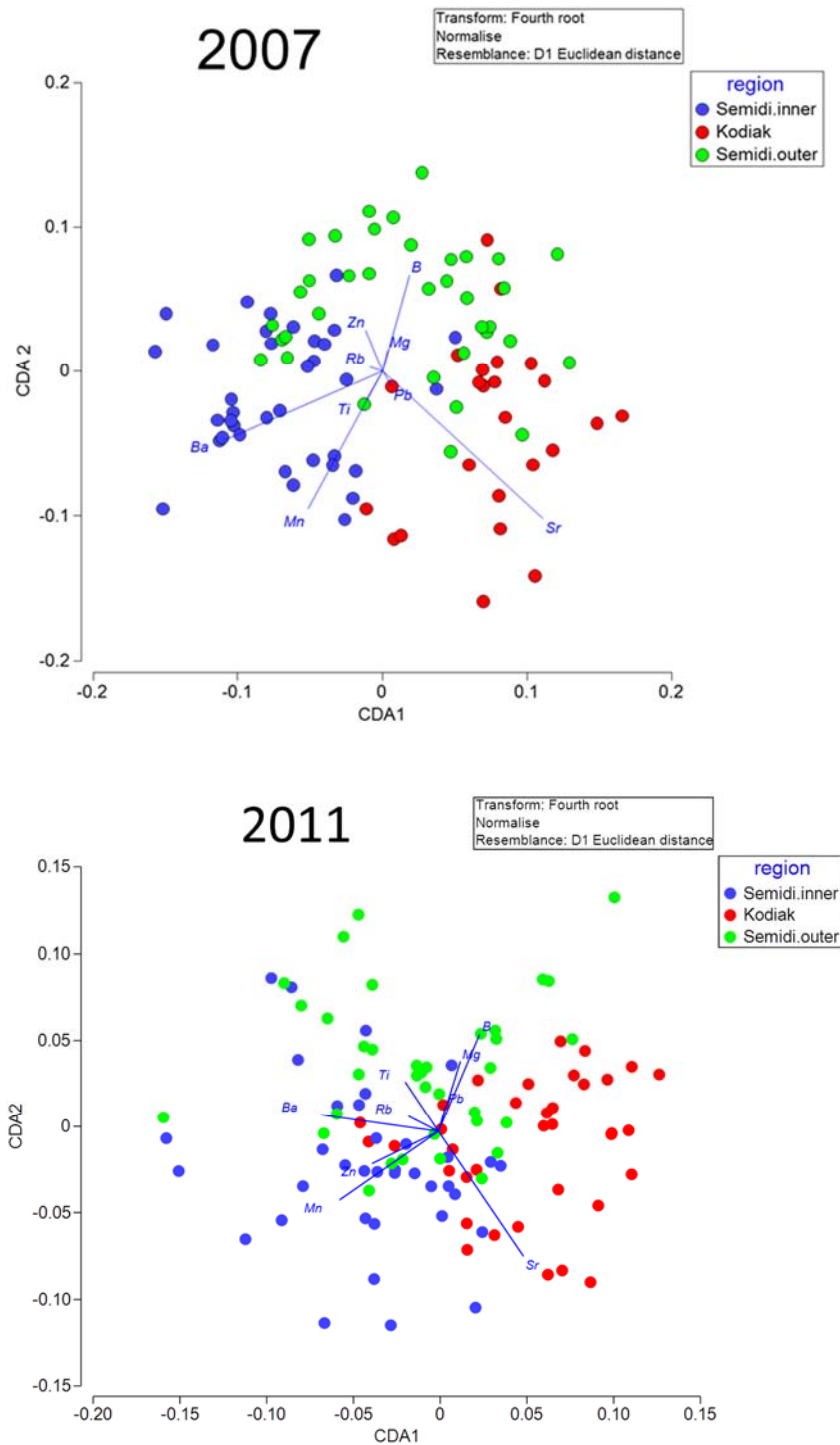 2007
Transform: Fourth root
Normalise
Resemblance: D1 Euclidean distance
region
Semidi.inner
Kodiak
Semidi.outer
0.2
0.1
0
-0.1
-0.2
CDA 2
B
Zn
Mg
Rb
Pb
Ti
Ba
Mn
Sr
-0.2
-0.1
0
0.1
0.2
CDA1
2011
Transform: Fourth root
Normalise
Resemblance: D1 Euclidean distance
region
Semidi.inner
Kodiak
Semidi.outer
0.15
0.10
0.05
0
-0.05
-0.10
-0.15
CDA2
B
Mg
Ti
Pb
Ba
Rb
Zn
Mn
Sr
-0.20
-0.15
-0.10
-0.05
0
0.05
0.10
0.15
CDA1